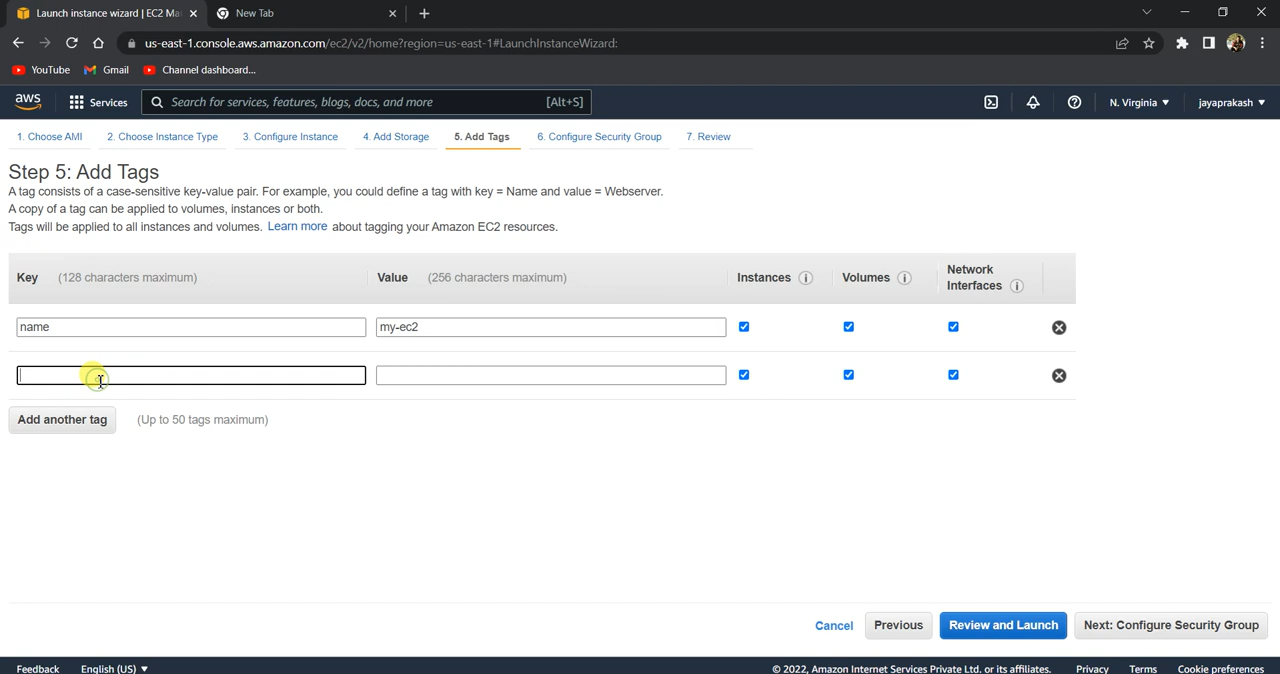 Launch instance wizard | EC2 Ma
New Tab
us-east-1.console.aws.amazon.com/ec2/v2/home?region=us-east-1#LaunchInstanceWizard:
YouTube
Gmail
Channel dashboard...
aws
Services
Search for services, features, blogs, docs, and more
[Alt+S]
N. Virginia
jayaprakash
1. Choose AMI
2. Choose Instance Type
3. Configure Instance
4. Add Storage
5. Add Tags
6. Configure Security Group
7. Review
Step 5: Add Tags
A tag consists of a case-sensitive key-value pair. For example, you could define a tag with key = Name and value = Webserver.
A copy of a tag can be applied to volumes, instances or both.
Tags will be applied to all instances and volumes. Learn more about tagging your Amazon EC2 resources.
Key (128 characters maximum)
Value (256 characters maximum)
Instances
Volumes
Network
Interfaces
name
my-ec2
Add another tag
(Up to 50 tags maximum)
Cancel
Previous
Review and Launch
Next: Configure Security Group
Feedback
English (US)
© 2022, Amazon Internet Services Private Ltd. or its affiliates.
Privacy
Terms
Cookie preferences